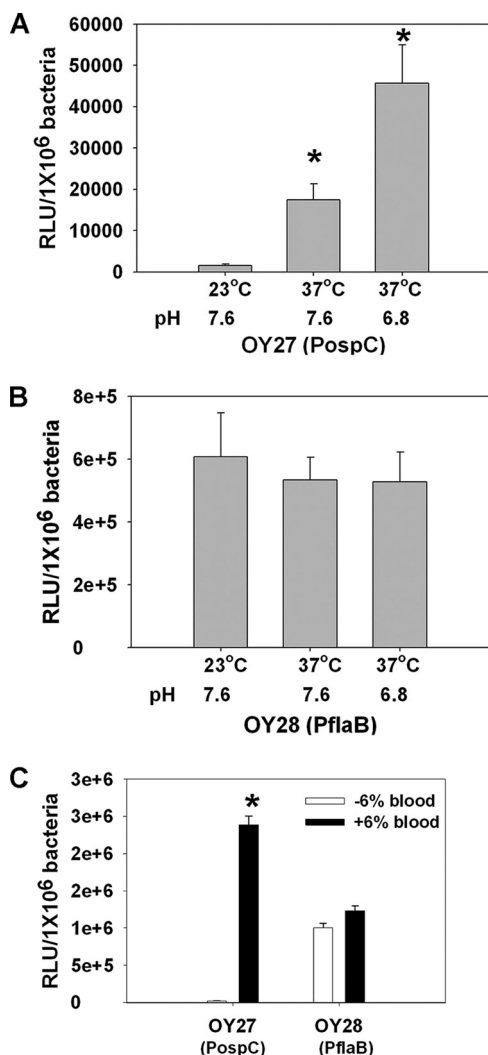 A
RLU/1X10⁶ bacteria
60000
50000
40000
30000
20000
10000
0
*
*
23°C 37°C 37°C
pH 7.6 7.6 6.8
OY27 (PospC)
B
RLU/1X10⁶ bacteria
8e+5
6e+5
4e+5
2e+5
0
23°C 37°C 37°C
pH 7.6 7.6 6.8
OY28 (PflaB)
C
RLU/1X10⁶ bacteria
3e+6
3e+6
2e+6
2e+6
1e+6
5e+5
0
*
-6% blood
+6% blood
OY27 OY28
(PospC) (PflaB)